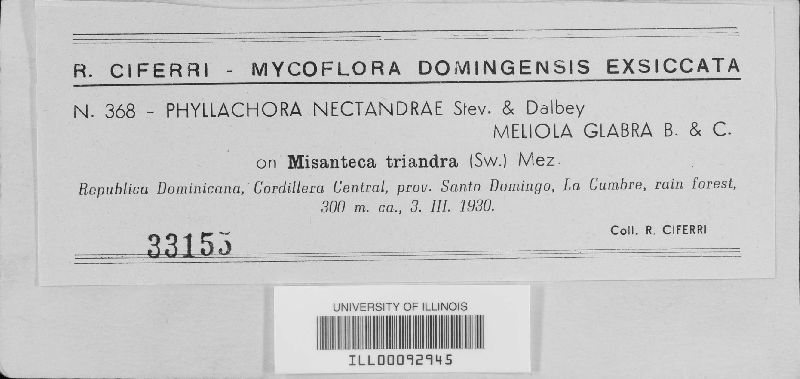 R. CIFERRI - MYCOFLORA DOMINGENSIS EXSICCATA
N. 368 - PHYLLACHORA NECTANDRAE Stev. & Dalbey
MELIOLA GLABRA B. & C.
on Misanteca triandra (Sw.) Mez.
Republica Dominicana, Cordillera Central, prov. Santo Domingo, La Cumbre, rain forest,
300 m. ca., 3. III. 1930.
Coll. R. CIFERRI
33155
UNIVERSITY OF ILLINOIS
ILL00092945